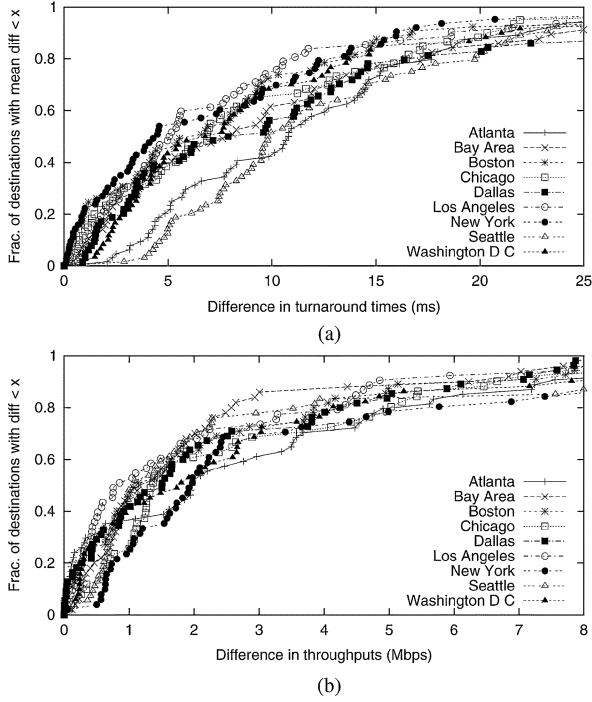 Frac. of destinations with mean diff < x
1
0.8
0.6
0.4
0.2
0
Atlanta
Bay Area
Boston
Chicago
Dallas
Los Angeles
New York
Seattle
Washington D C
0 5 10 15 20 25
Difference in turnaround times (ms)
(a)
Frac. of destinations with diff < x
1
0.8
0.6
0.4
0.2
0
Atlanta
Bay Area
Boston
Chicago
Dallas
Los Angeles
New York
Seattle
Washington D C
0 1 2 3 4 5 6 7 8
Difference in throughputs (Mbps)
(b)